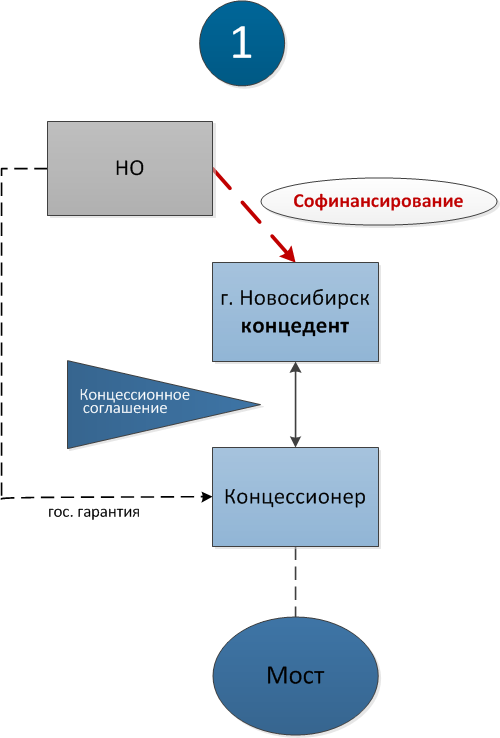 1
НО
Софинансирование
г. Новосибирск
концедент
Концессионное
соглашение
Концессионер
гос. гарантия
Мост